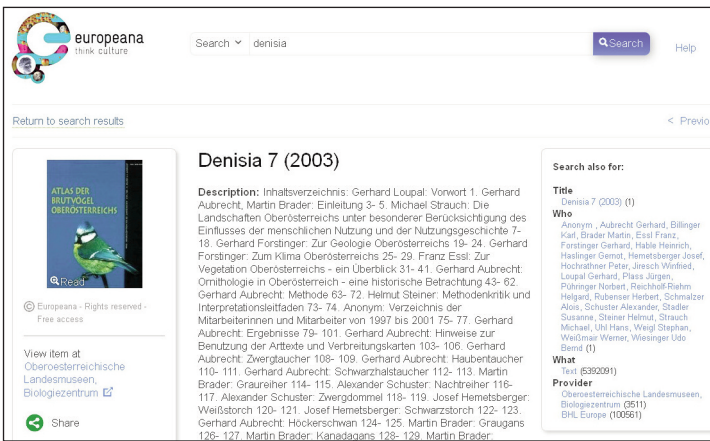 europeana
think culture
Search
denisia
Search
Help
Return to search results
< Previo
ATLAS DER
BRUTVÖGEL
OBERÖSTERREICHS
Read
© Europeana - Rights reserved -
Free access
View item at
Oberoesterreichische
Landesmuseen,
Biologiezentrum
Share
Denisia 7 (2003)
Description: Inhaltsverzeichnis: Gerhard Loupal: Vorwort 1. Gerhard
Aubrecht, Martin Brader: Einleitung 3- 5. Michael Strauch: Die
Landschaften Oberösterreichs unter besonderer Berücksichtigung des
Einflusses der menschlichen Nutzung und der Nutzungsgeschichte 7-
18. Gerhard Forstinger: Zur Geologie Oberösterreichs 19- 24. Gerhard
Forstinger: Zum Klima Oberösterreichs 25- 29. Franz Essl: Zur
Vegetation Oberösterreichs - ein Überblick 31- 41. Gerhard Aubrecht:
Ornithologie in Oberösterreich - eine historische Betrachtung 43- 62.
Gerhard Aubrecht: Methode 63- 72. Helmut Steiner: Methodenkritik und
Interpretationsleitfaden 73- 74. Anonym: Verzeichnis der
Mitarbeiterinnen und Mitarbeiter von 1997 bis 2001 75- 77. Gerhard
Aubrecht: Ergebnisse 79- 101. Gerhard Aubrecht: Hinweise zur
Benutzung der Arttexte und Verbreitungskarten 103- 106. Gerhard
Aubrecht: Zwergtaucher 108- 109. Gerhard Aubrecht: Haubentaucher
110- 111. Gerhard Aubrecht: Schwarzhalstaucher 112- 113. Martin
Brader: Graureiher 114- 115. Alexander Schuster: Nachtreiher 116-
117. Alexander Schuster: Zwergdommel 118- 119. Josef Hemetsberger:
Weißstorch 120- 121. Josef Hemetsberger: Schwarzstorch 122- 123.
Gerhard Aubrecht: Höckerschwan 124- 125. Martin Brader: Graugans
126- 127. Martin Brader: Kanadagans 128- 129. Martin Brader:
Search also for:
Title
Denisia 7 (2003) (1)
Who
Anonym , Aubrecht Gerhard, Billinger
Karl, Brader Martin, Essl Franz,
Forstinger Gerhard, Hable Heinrich,
Haslinger Gernot, Hemetsberger Josef,
Hochrathner Peter, Jiresch Winfried,
Loupal Gerhard, Plass Jürgen,
Pühringer Norbert, Reichholf-Riehm
Helgard, Rubenser Herbert, Schmalzer
Alois, Schuster Alexander, Stadler
Susanne, Steiner Helmut, Strauch
Michael, Uhl Hans, Weigl Stephan,
Weißmair Werner, Wiesinger Udo
Bernd (1)
What
Text (5392091)
Provider
Oberoesterreichische Landesmuseen,
Biologiezentrum (3511)
BHL Europe (100561)